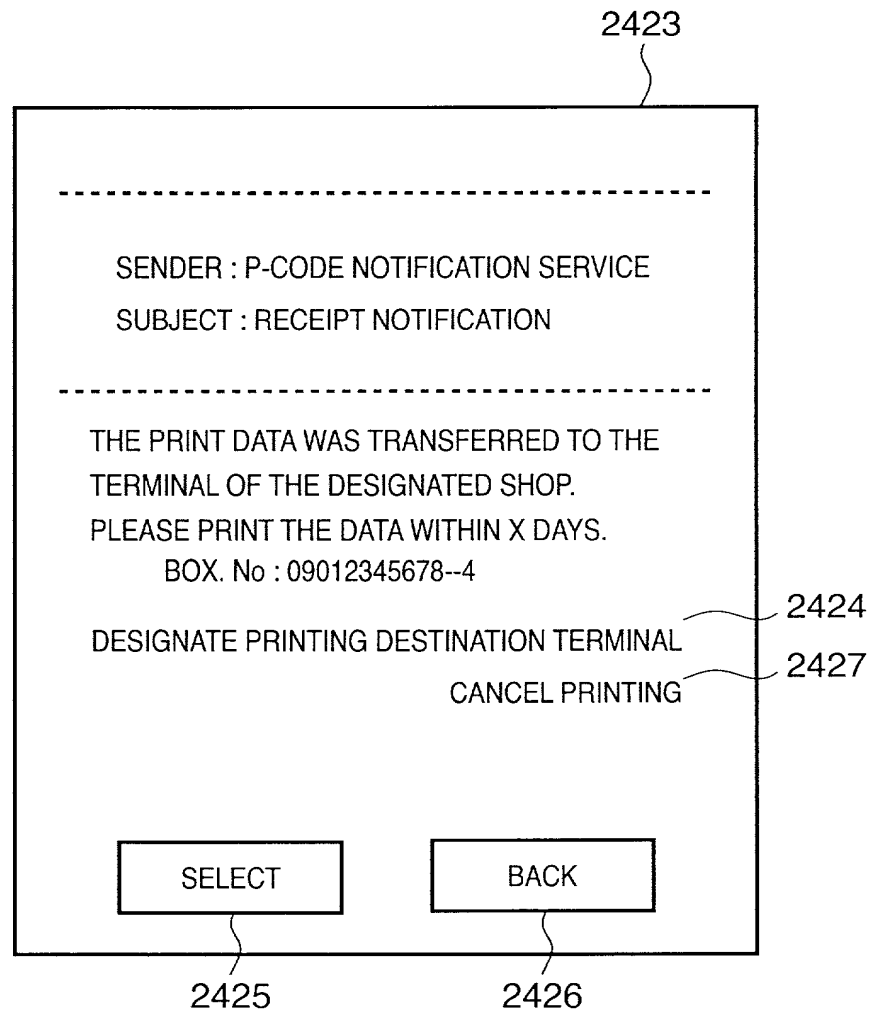 2423
SENDER : P-CODE NOTIFICATION SERVICE
SUBJECT : RECEIPT NOTIFICATION
THE PRINT DATA WAS TRANSFERRED TO THE
TERMINAL OF THE DESIGNATED SHOP.
PLEASE PRINT THE DATA WITHIN X DAYS.
BOX. No : 09012345678--4
2424
DESIGNATE PRINTING DESTINATION TERMINAL
2427
CANCEL PRINTING
SELECT
BACK
2425
2426